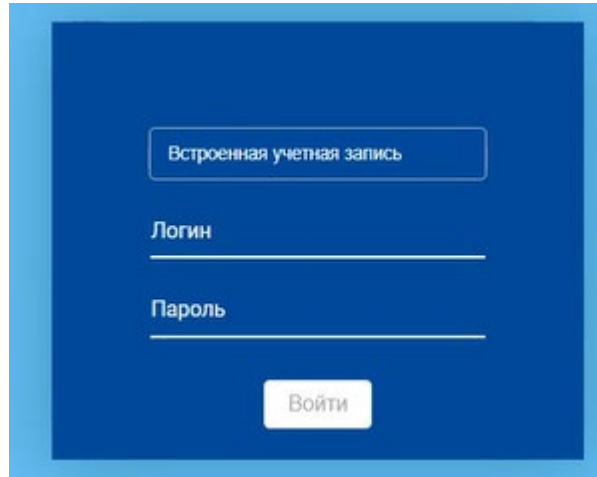 Встроенная учетная запись
Логин
Пароль
Войти